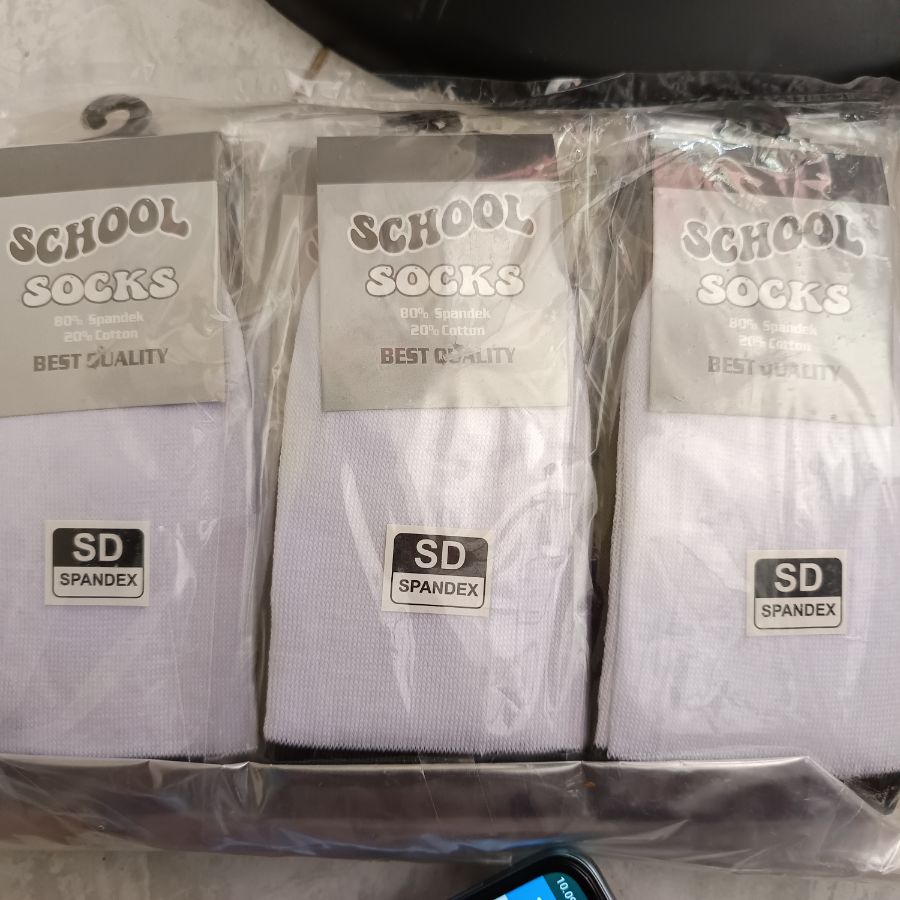 SCHOOL
SOCKS
80% Spandek
20% Cotton
BEST QUALITY
SD
SPANDEX
SCHOOL
SOCKS
80% Spandek
20% Cotton
BEST QUALITY
SD
SPANDEX
SCHOOL
SOCKS
80% Spandek
20% Cotton
BEST QUALITY
SD
SPANDEX